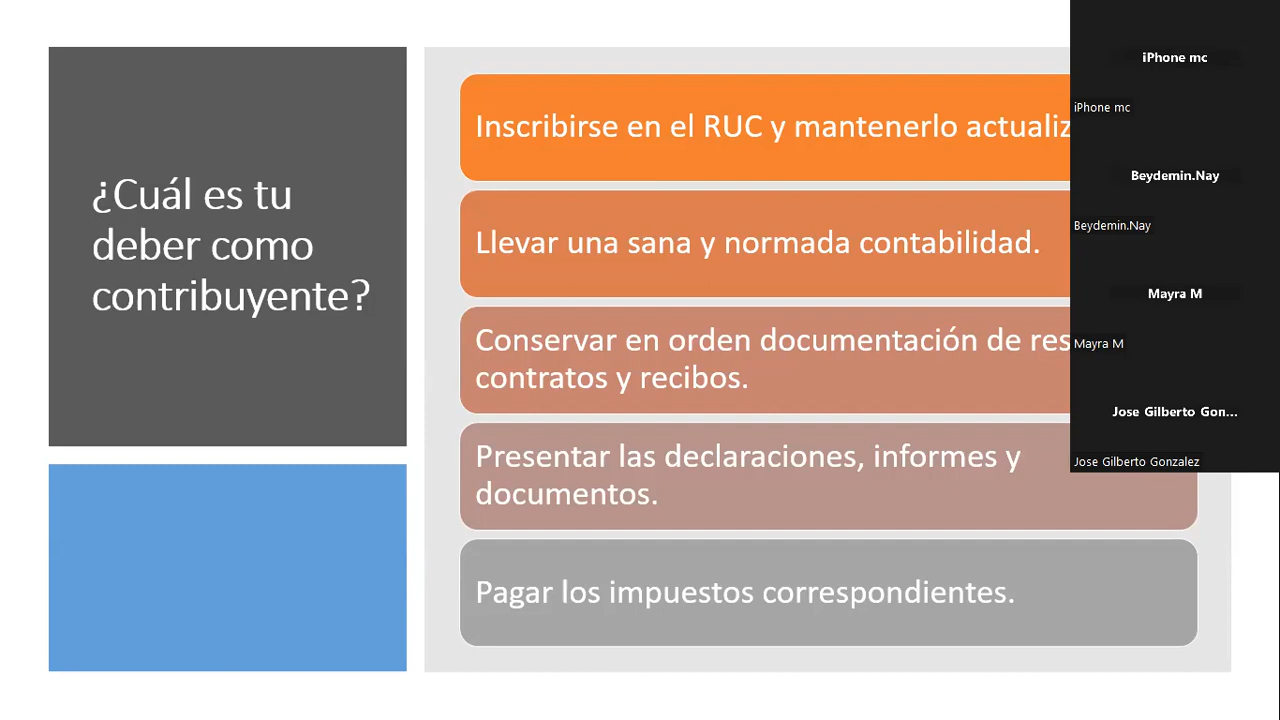 ¿Cuál es tu
deber como
contribuyente?
Inscribirse en el RUC y mantenerlo
Llevar una sana y normada contabilidad.
Conservar en orden documentación de
contratos y recibos.
Presentar las declaraciones, informes y
documentos.
Pagar los impuestos correspondientes.
iPhone mc
iPhone mc
Beydemin.Nay
Beydemin.Nay
Mayra M
Mayra M
Jose Gilberto Gon...
Jose Gilberto Gonzalez